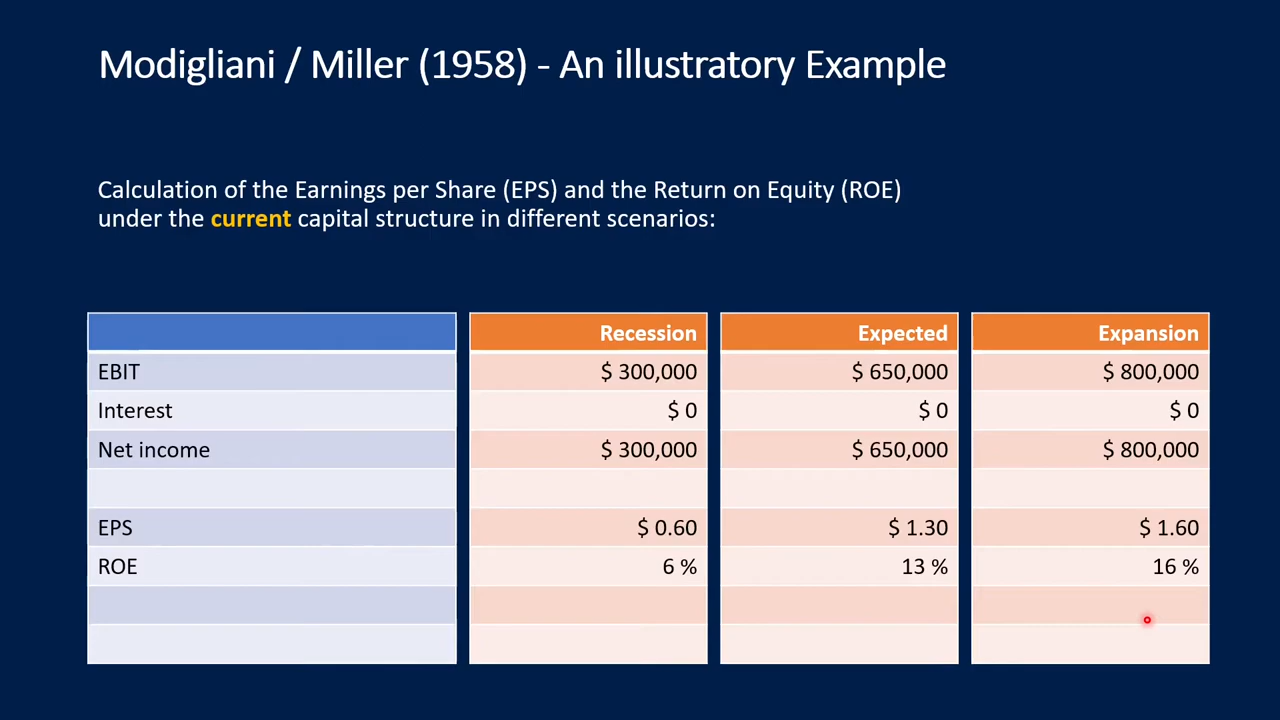 Modigliani / Miller (1958) - An illustratory Example
Calculation of the Earnings per Share (EPS) and the Return on Equity (ROE)
under the current capital structure in different scenarios:
Recession Expected Expansion
EBIT $ 300,000 $ 650,000 $ 800,000
Interest $ 0 $ 0 $ 0
Net income $ 300,000 $ 650,000 $ 800,000
EPS $ 0.60 $ 1.30 $ 1.60
ROE 6 % 13 % 16 %